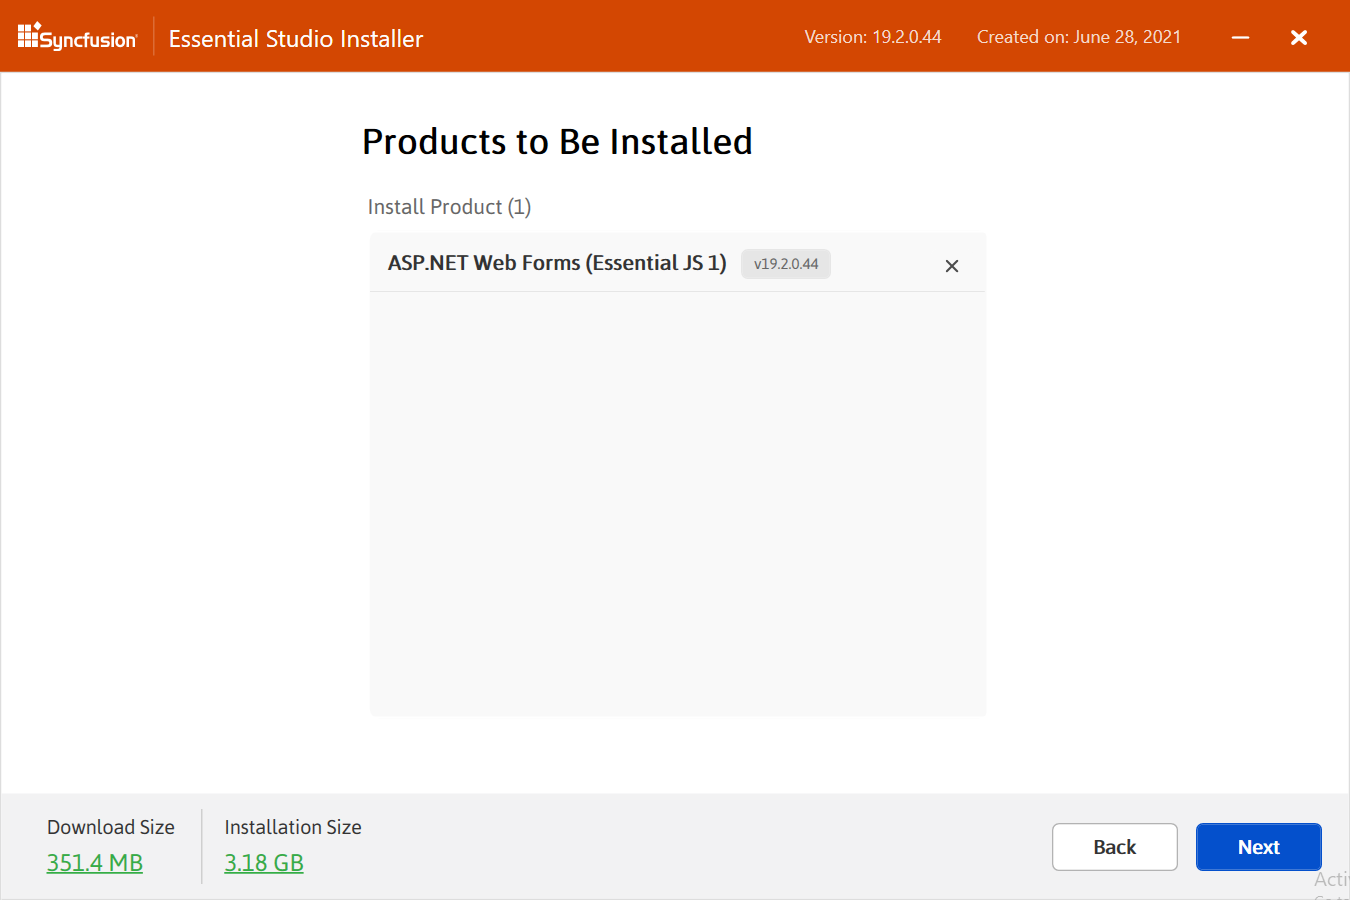 Syncfusion
Essential Studio Installer
Version: 19.2.0.44
Created on: June 28, 2021
Products to Be Installed
Install Product (1)
ASP.NET Web Forms (Essential JS 1)
v19.2.0.44
Download Size
351.4 MB
Installation Size
3.18 GB
Back
Next
Acti